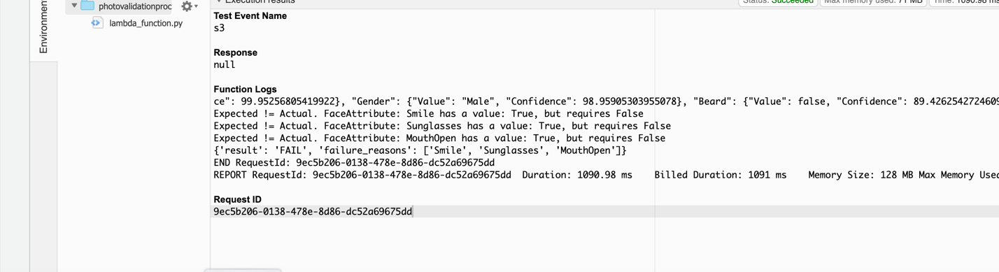 Execution results
Status: Succeeded
Max memory used: 71 MB
Time: 1090.98 ms
Environmen
photovalidationproc
lambda_function.py
Test Event Name
s3
Response
null
Function Logs
ce": 99.95256805419922}, "Gender": {"Value": "Male", "Confidence": 98.95905303955078}, "Beard": {"Value": false, "Confidence": 89.4262542724609
Expected != Actual. FaceAttribute: Smile has a value: True, but requires False
Expected != Actual. FaceAttribute: Sunglasses has a value: True, but requires False
Expected != Actual. FaceAttribute: MouthOpen has a value: True, but requires False
{'result': 'FAIL', 'failure_reasons': ['Smile', 'Sunglasses', 'MouthOpen']}
END RequestId: 9ec5b206-0138-478e-8d86-dc52a69675dd
REPORT RequestId: 9ec5b206-0138-478e-8d86-dc52a69675dd  Duration: 1090.98 ms    Billed Duration: 1091 ms    Memory Size: 128 MB Max Memory Used
Request ID
9ec5b206-0138-478e-8d86-dc52a69675dd